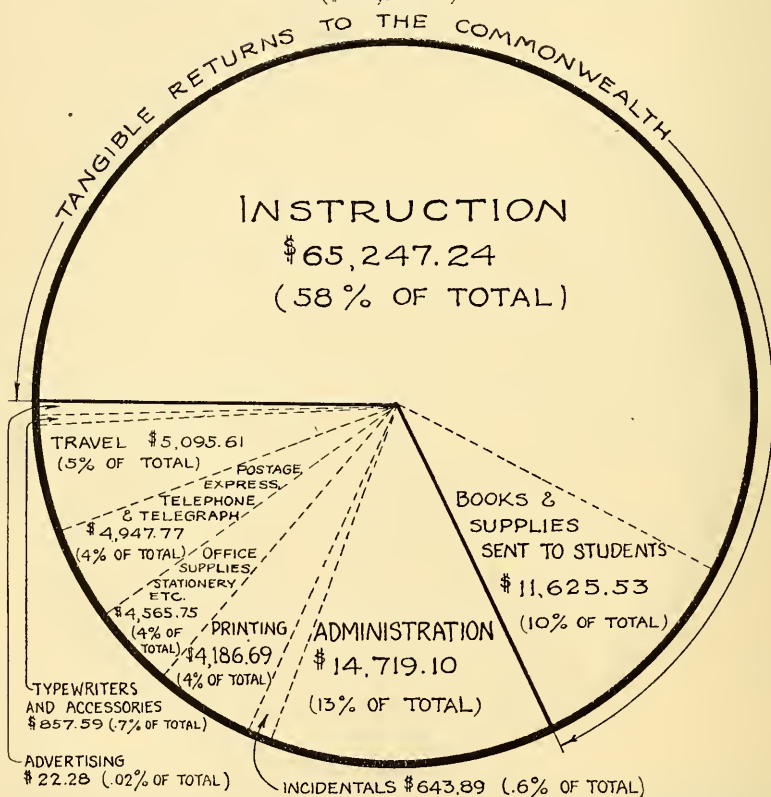 TANGIBLE RETURNS TO THE COMMONWEALTH
INSTRUCTION
$65,247.24
(58% OF TOTAL)
TRAVEL $5,095.61
(5% OF TOTAL)
POSTAGE
EXPRESS,
TELEPHONE
& TELEGRAPH
$4,947.77
(4% OF TOTAL)
OFFICE
SUPPLIES,
STATIONERY
ETC.
$4,565.75
(4% OF
TOTAL)
PRINTING
$4,186.69
(4% OF TOTAL)
ADMINISTRATION
$14,719.10
(13% OF TOTAL)
BOOKS &
SUPPLIES
SENT TO STUDENTS
$11,625.53
(10% OF TOTAL)
TYPEWRITERS
AND ACCESSORIES
$857.59 (.7% OF TOTAL)
ADVERTISING
$22.28 (.02% OF TOTAL)
INCIDENTALS $643.89 (.6% OF TOTAL)